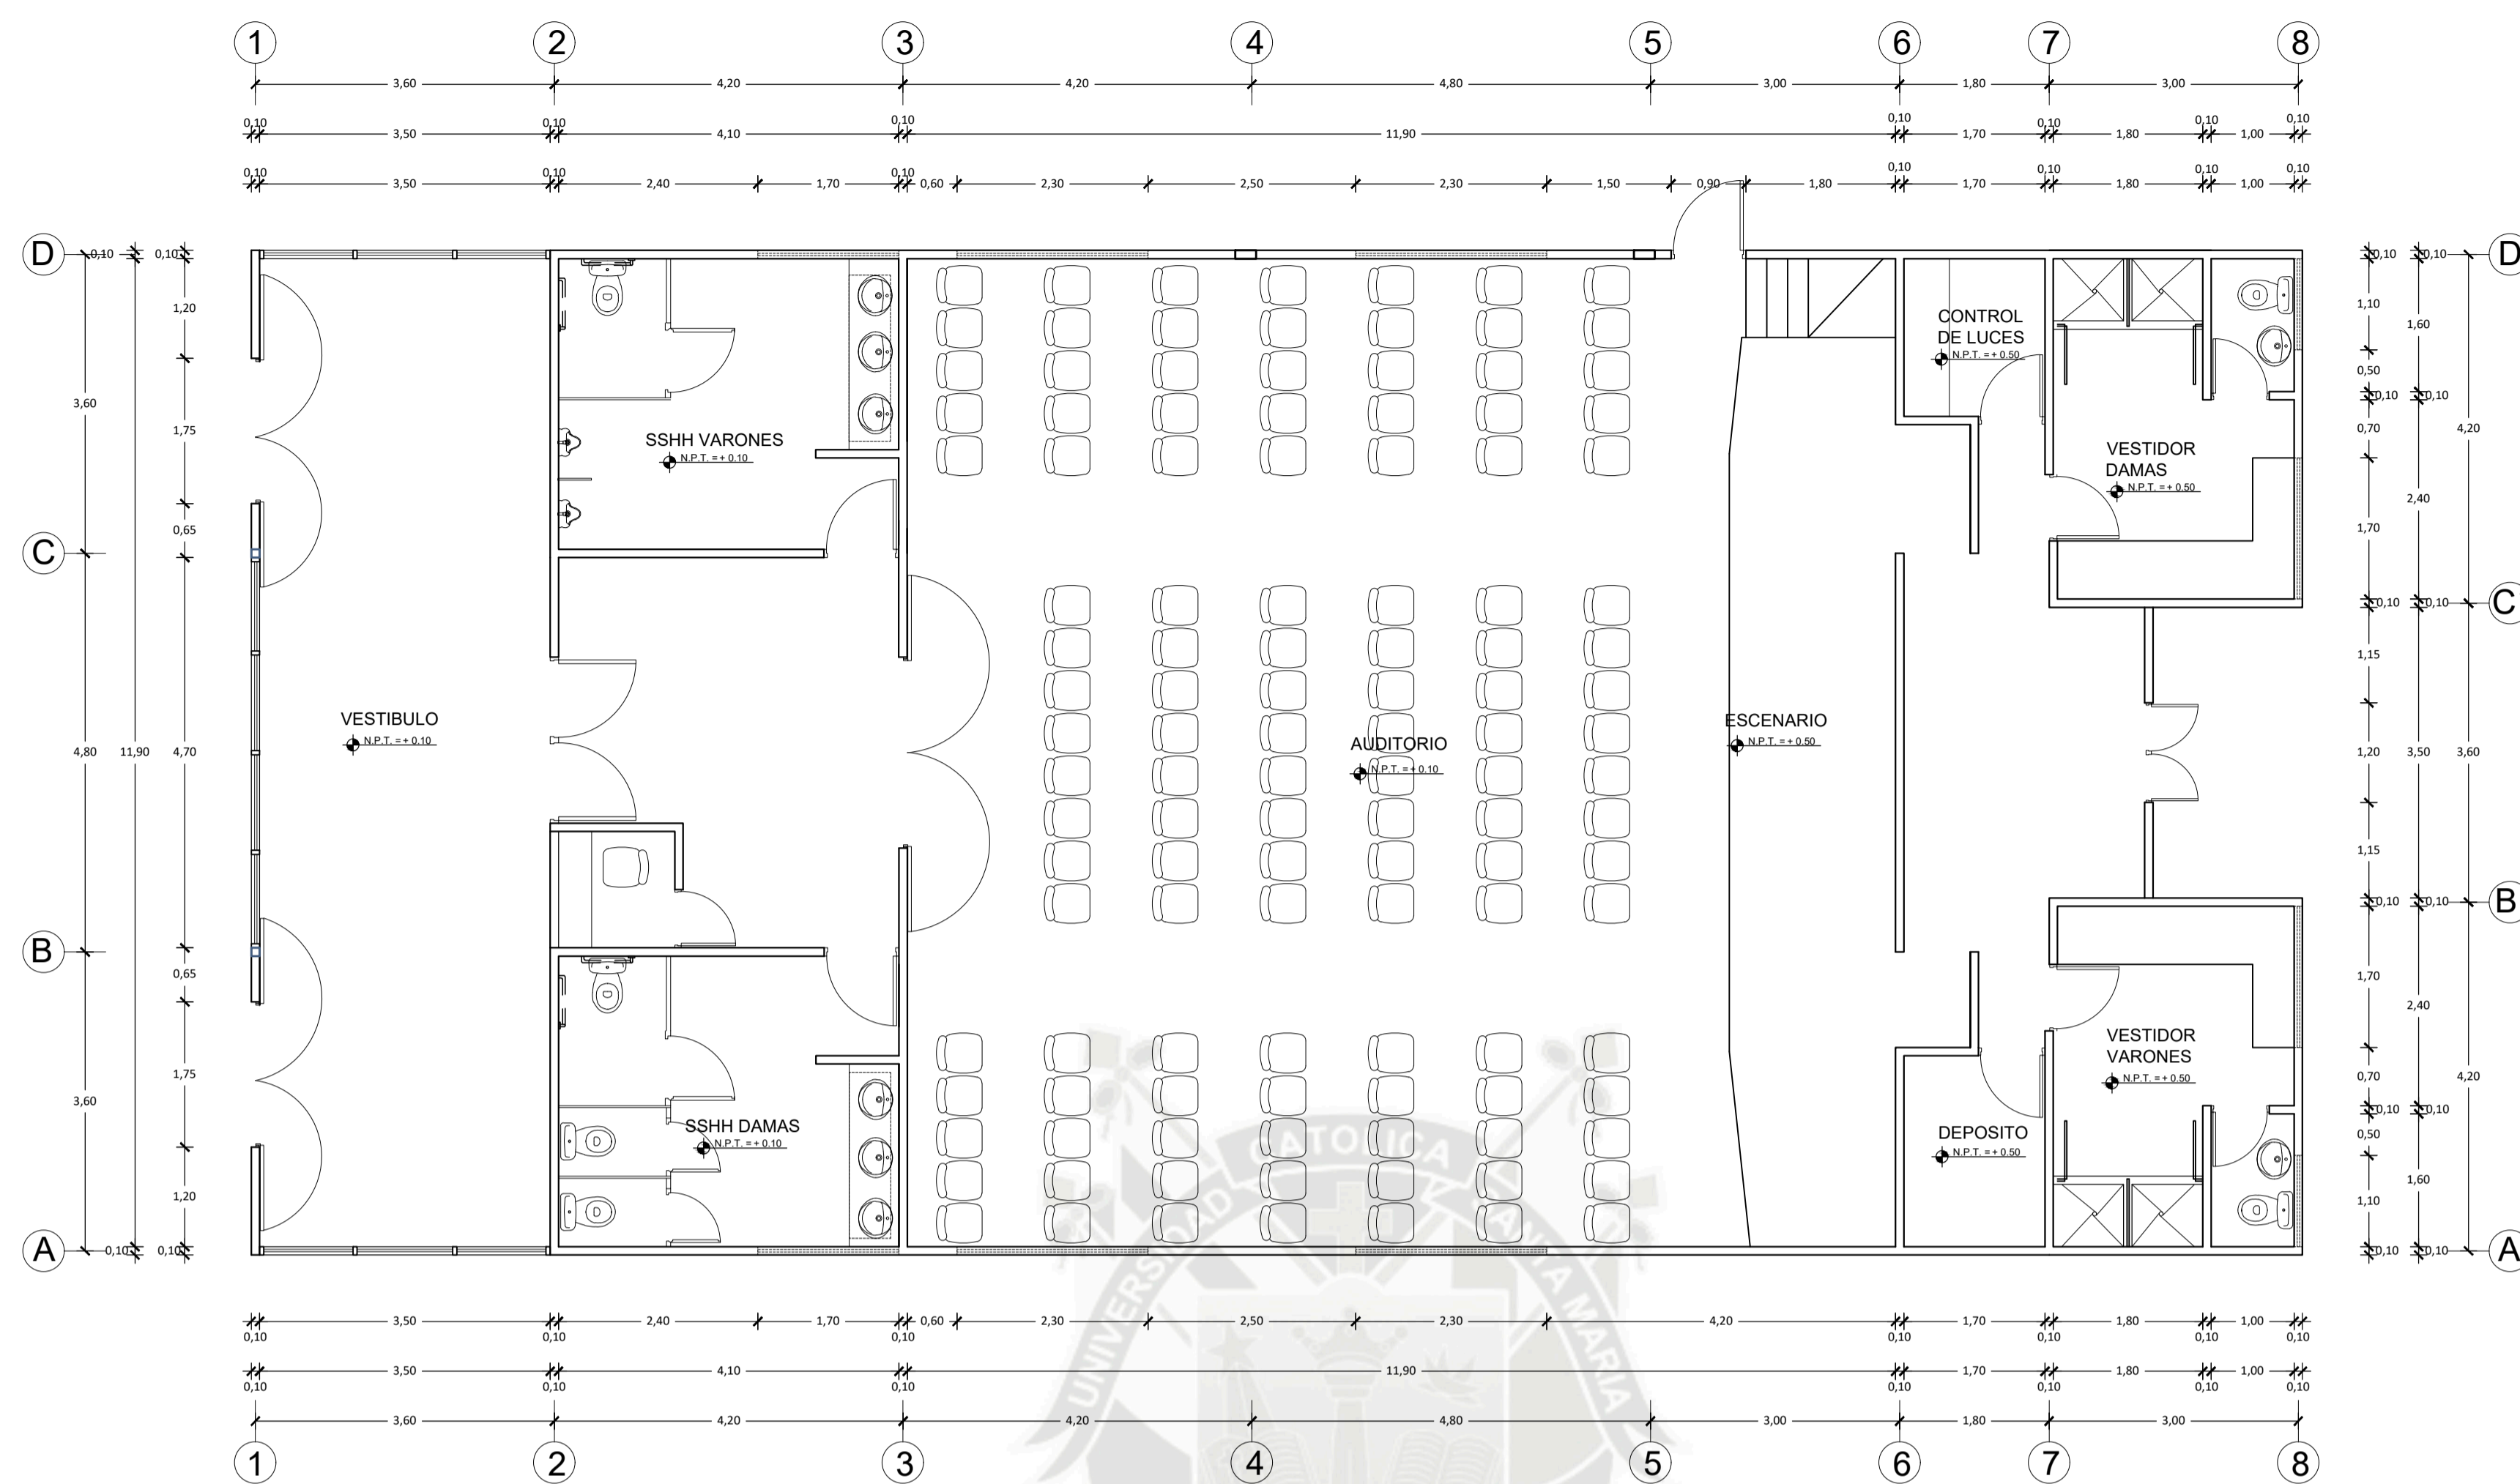 1 2 3 4 5 6 7 8
3,60 4,20 4,20 4,80 3,00 1,80 3,00
0,10 0,10 0,10 0,10 0,10 0,10 0,10
3,50 4,10 11,90 1,70 1,80 1,00
0,10 0,10 0,10 0,10 0,10 0,10 0,10
3,50 2,40 1,70 0,60 2,30 2,50 2,30 1,50 0,90 1,80 1,70 1,80 1,00
D 0,10 0,10 0,10 0,10 D
1,20 1,10
CONTROL
DE LUCES
N.P.T. = + 0.50
1,60
0,50
3,60
0,10 0,10
1,75 0,70 4,20
SSHH VARONES
N.P.T. = + 0.10
VESTIDOR
DAMAS
N.P.T. = + 0.50
2,40
0,65 1,70
C
0,10 0,10 C
1,15
VESTIBULO
N.P.T. = + 0.10
ESCENARIO
N.P.T. = + 0.50
AUDITORIO
N.P.T. = + 0.10
4,80 11,90 4,70 1,20 3,50 3,60
1,15
0,10 0,10 B
B
0,65 1,70
2,40
VESTIDOR
VARONES
N.P.T. = + 0.50
1,75 0,70 4,20
3,60
0,10 0,10
SSHH DAMAS
N.P.T. = + 0.10
DEPOSITO
N.P.T. = + 0.50
0,50
1,60
1,20 1,10
A 0,10 0,10 0,10 0,10 A
UNIVERSIDAD CATOLICA SANTA MARIA
3,50 2,40 1,70 0,60 2,30 2,50 2,30 4,20 1,70 1,80 1,00
0,10 0,10 0,10 0,10 0,10 0,10 0,10
3,50 4,10 11,90 1,70 1,80 1,00
0,10 0,10 0,10 0,10 0,10 0,10 0,10
3,60 4,20 4,20 4,80 3,00 1,80 3,00
1 2 3 4 5 6 7 8